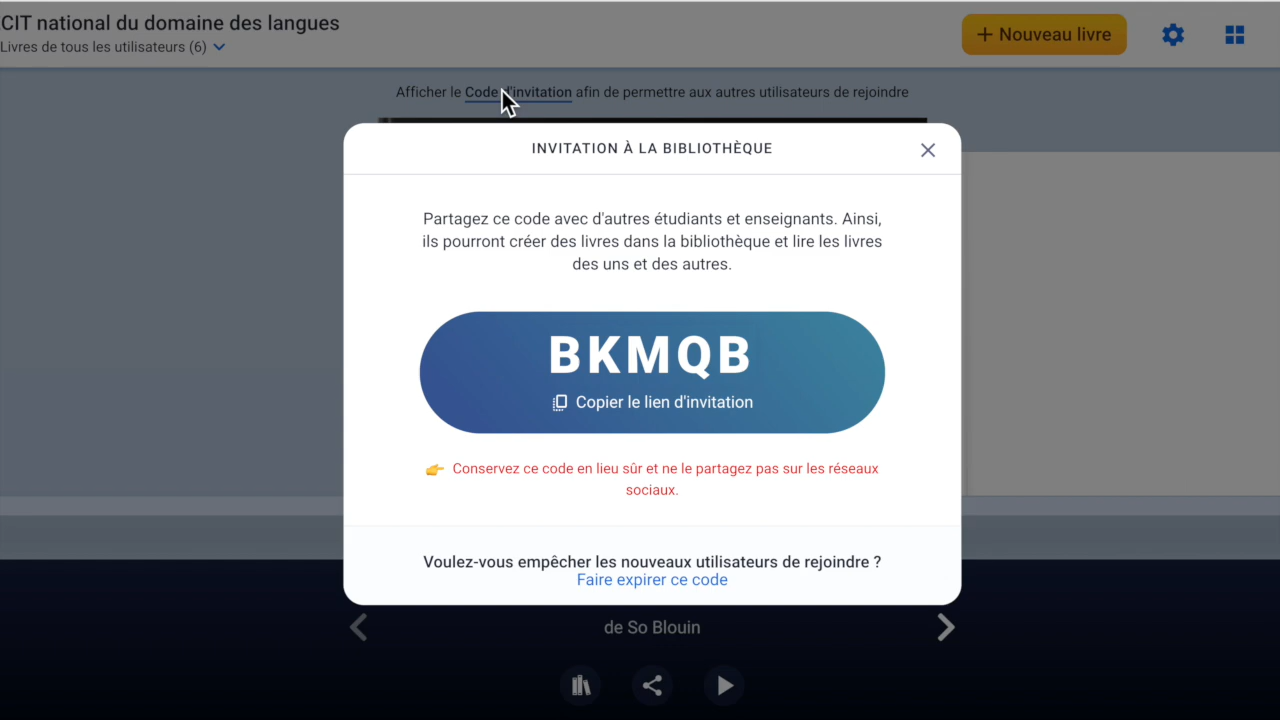 CIT national du domaine des langues
Livres de tous les utilisateurs (6)
+ Nouveau livre
Afficher le Code d'invitation afin de permettre aux autres utilisateurs de rejoindre
INVITATION À LA BIBLIOTHÈQUE
Partagez ce code avec d'autres étudiants et enseignants. Ainsi,
ils pourront créer des livres dans la bibliothèque et lire les livres
des uns et des autres.
BKMQB
Copier le lien d'invitation
👉 Conservez ce code en lieu sûr et ne le partagez pas sur les réseaux
sociaux.
Voulez-vous empêcher les nouveaux utilisateurs de rejoindre ?
Faire expirer ce code
de So Blouin